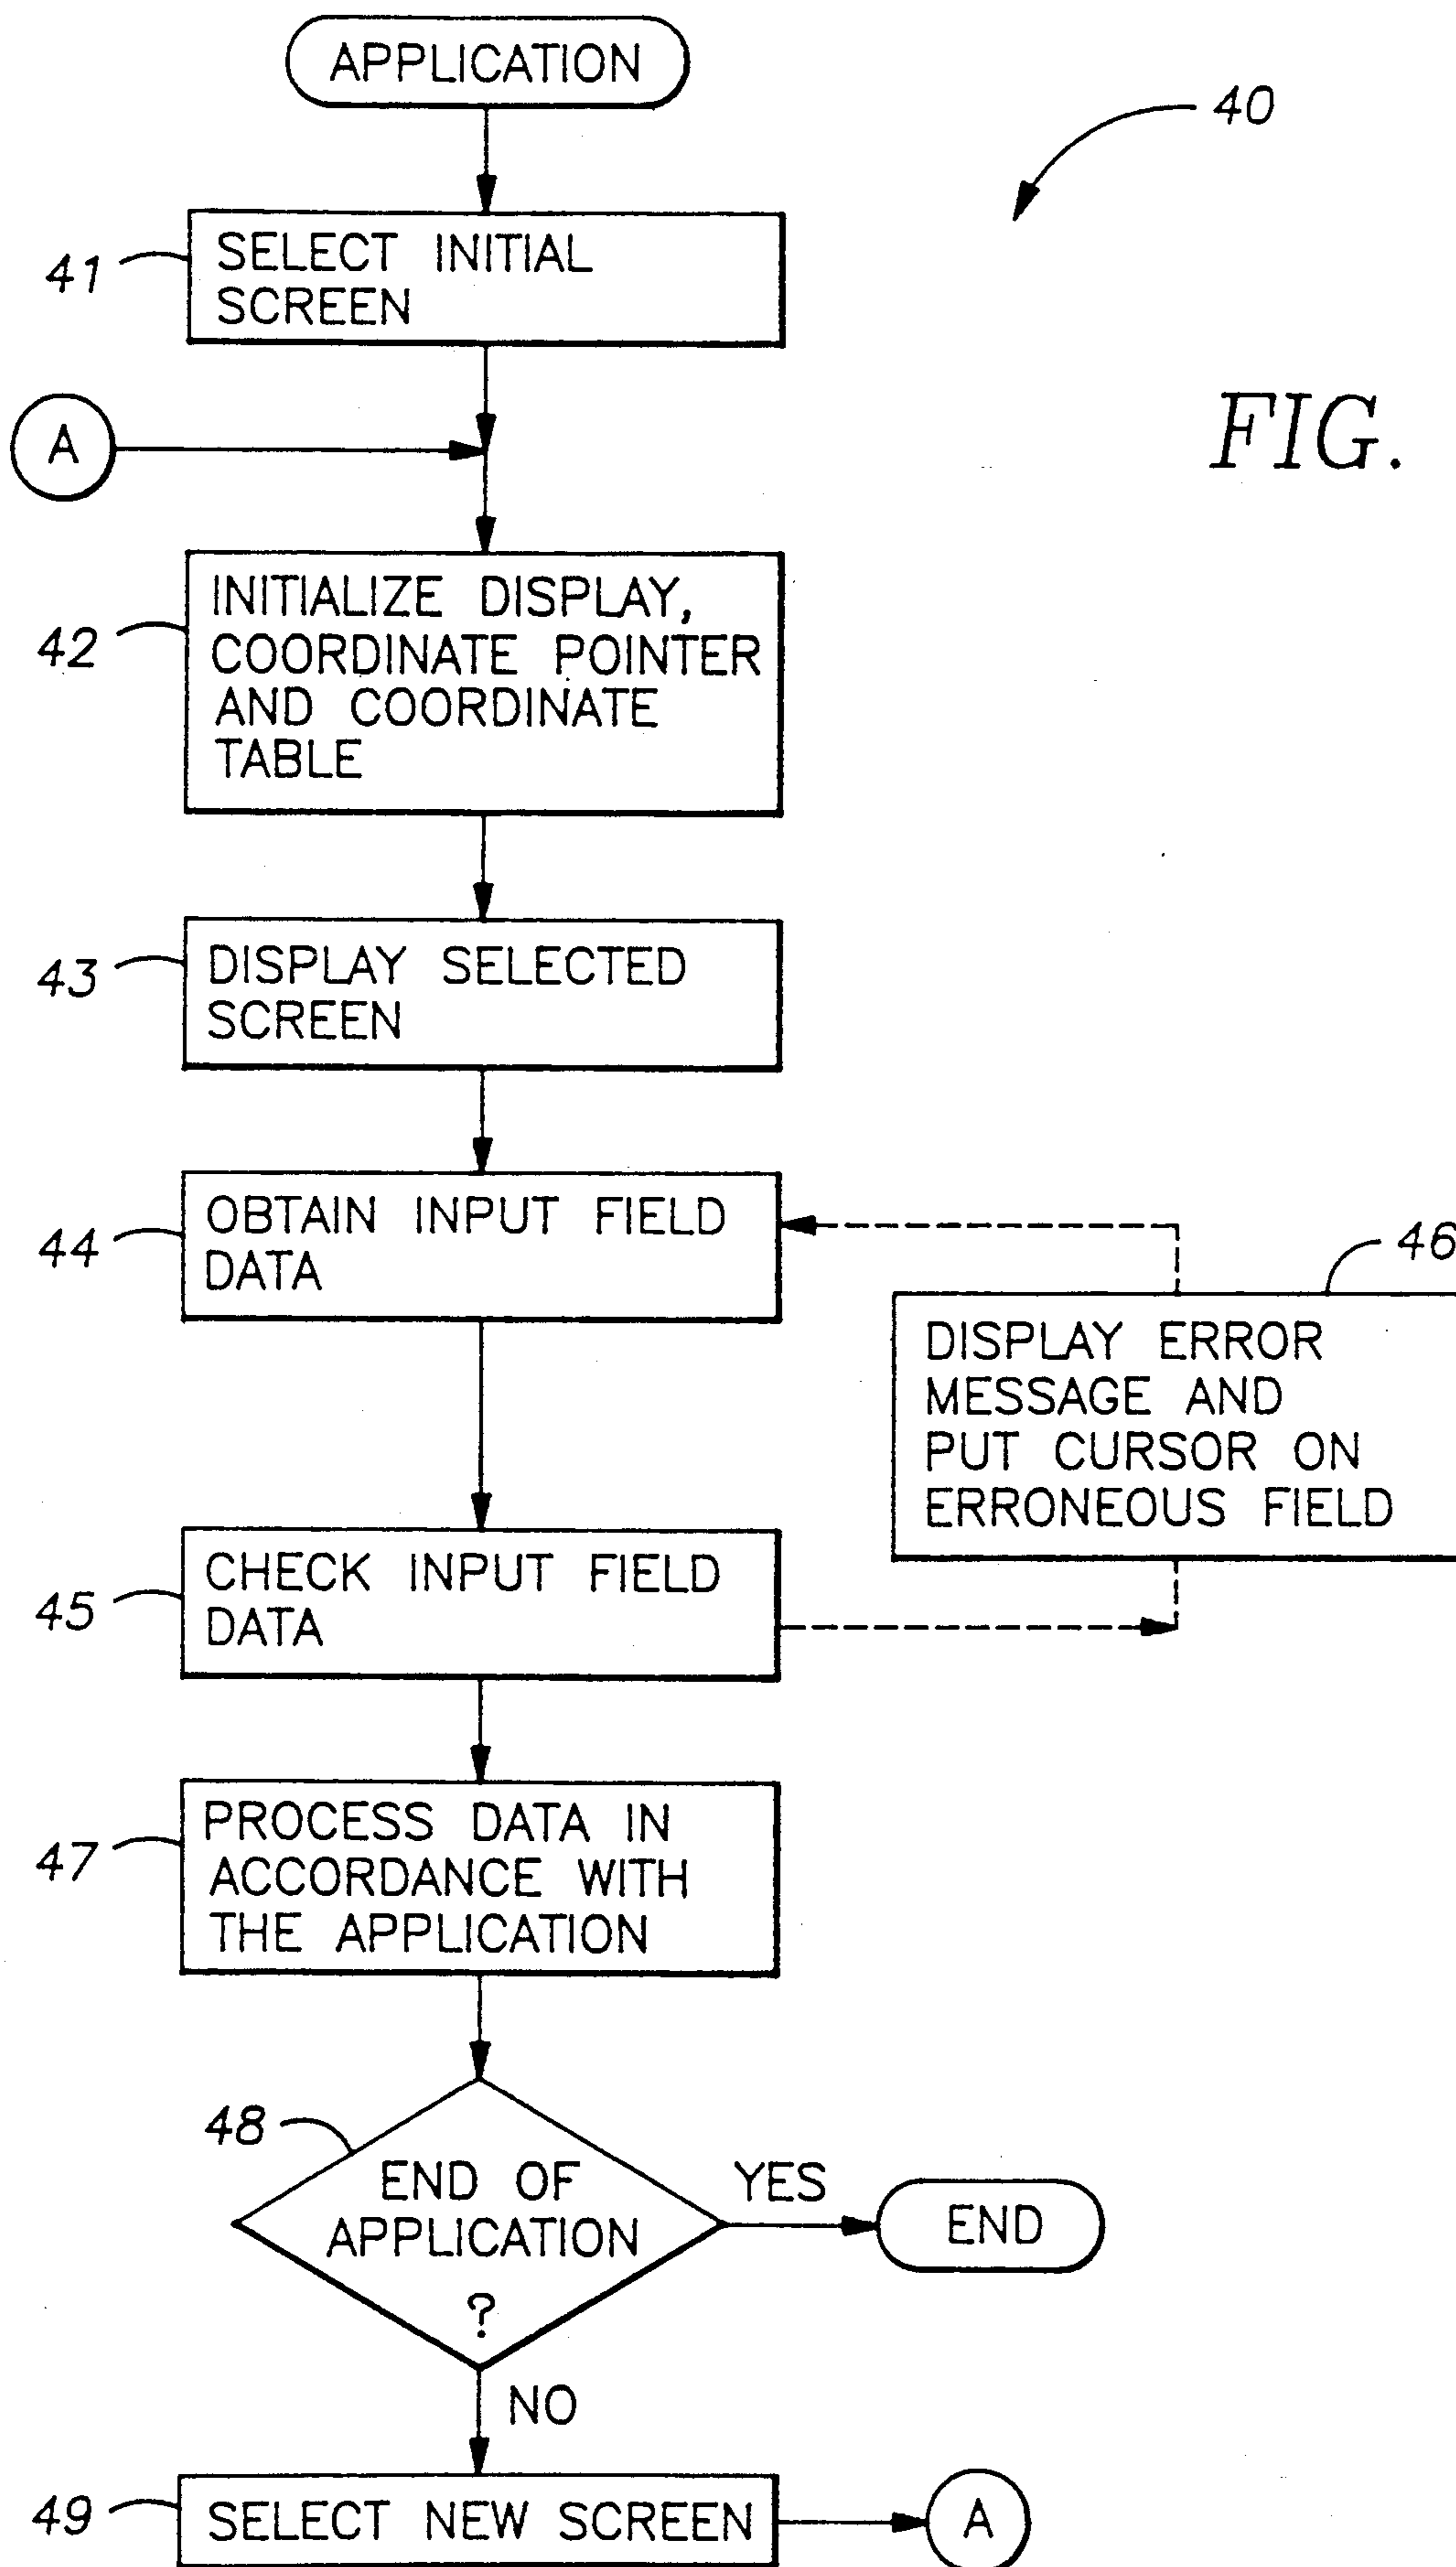 APPLICATION
40
41
SELECT INITIAL
SCREEN
A
FIG.
42
INITIALIZE DISPLAY,
COORDINATE POINTER
AND COORDINATE
TABLE
43
DISPLAY SELECTED
SCREEN
44
OBTAIN INPUT FIELD
DATA
46
DISPLAY ERROR
MESSAGE AND
PUT CURSOR ON
ERRONEOUS FIELD
45
CHECK INPUT FIELD
DATA
47
PROCESS DATA IN
ACCORDANCE WITH
THE APPLICATION
48
END OF
APPLICATION
?
YES
END
NO
49
SELECT NEW SCREEN
A